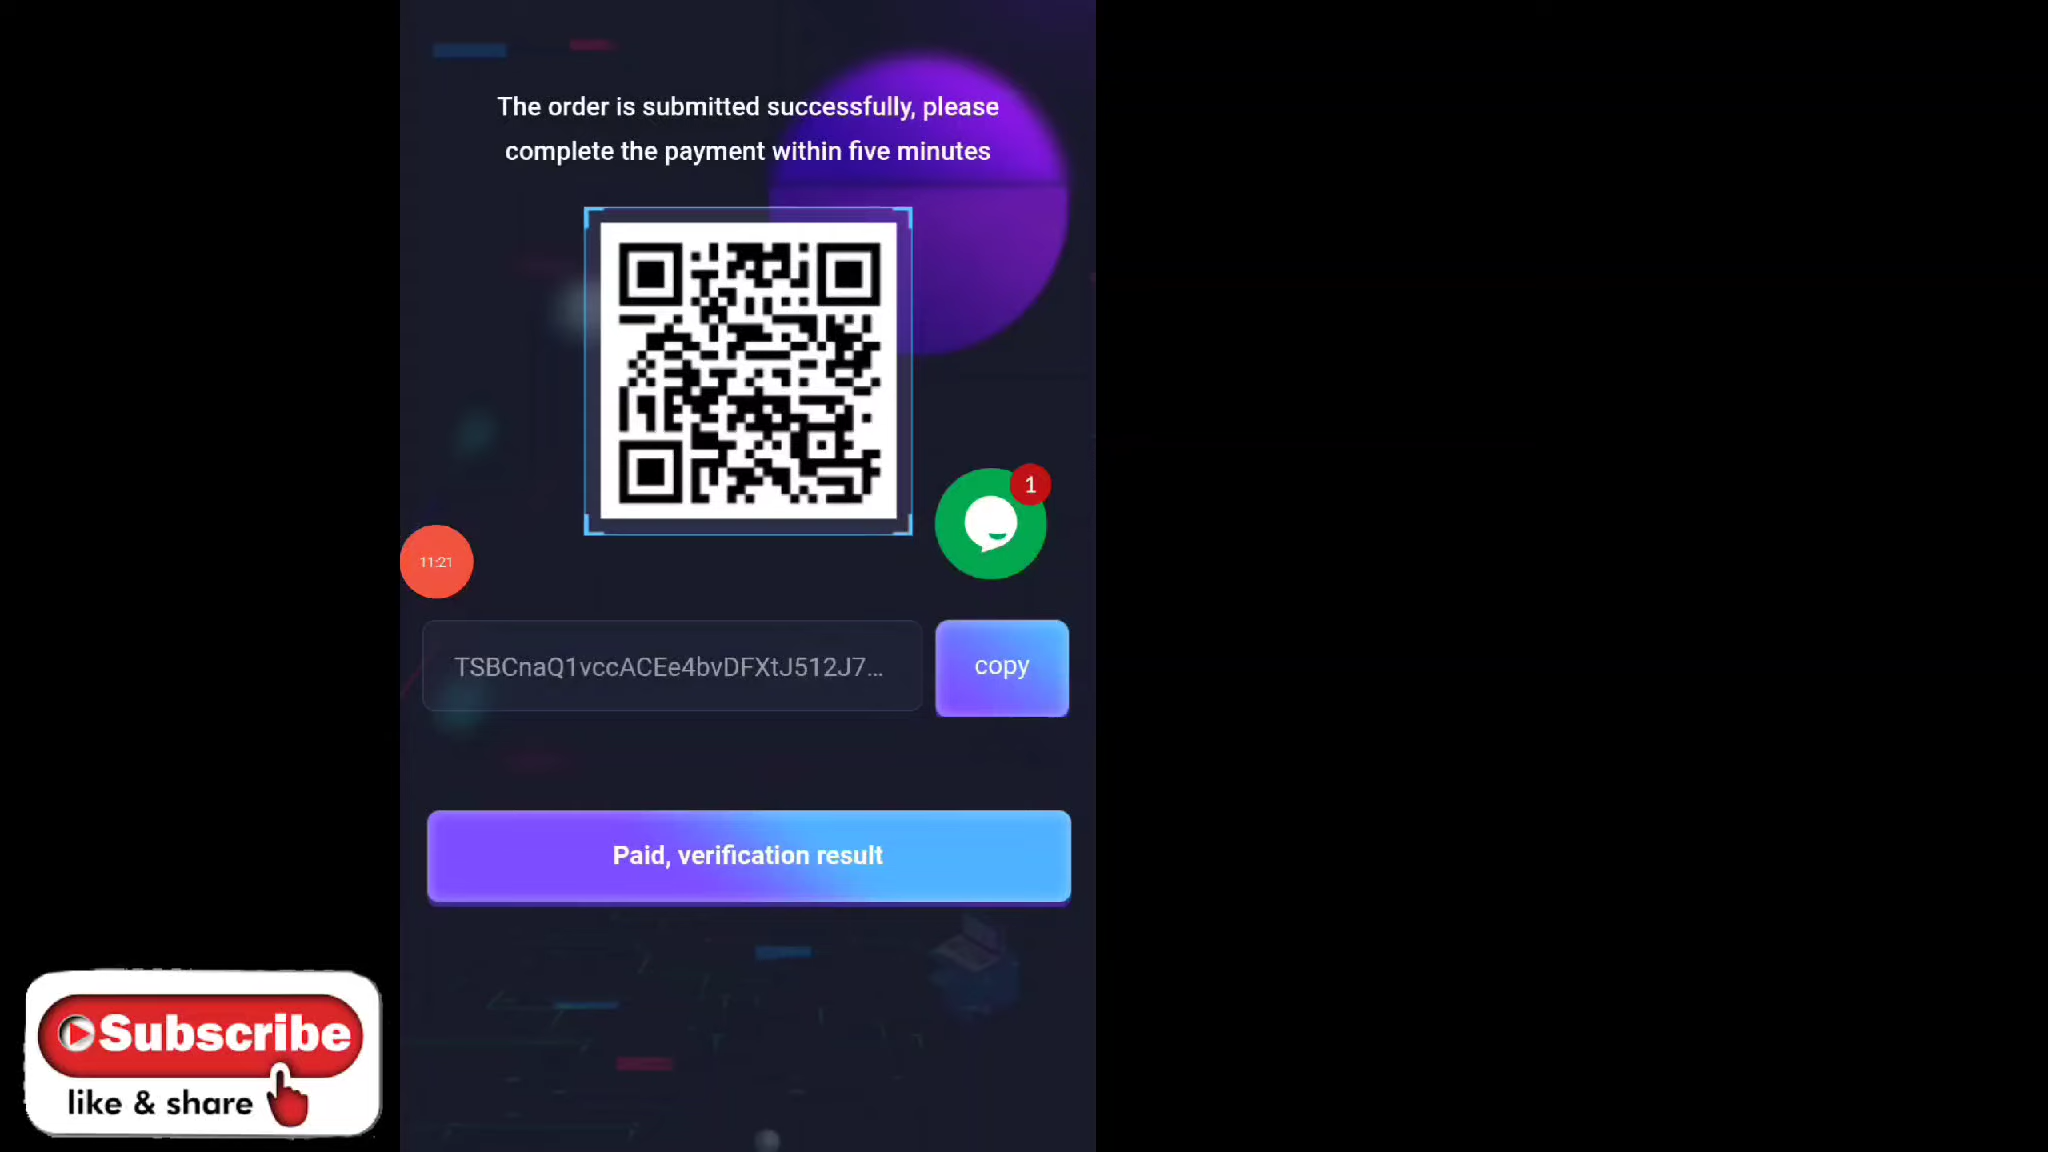 The order is submitted successfully, please
complete the payment within five minutes
1
11:21
TSBCnaQ1vccACEe4bvDFXtJ512J7...
copy
Paid, verification result
Subscribe
like & share